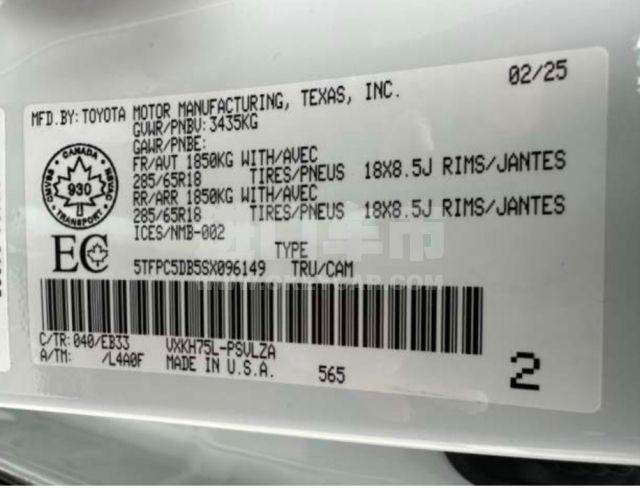 MFD.BY: TOYOTA MOTOR MANUFACTURING, TEXAS, INC. 02/25
GVWR/PNBV: 3435KG
GAWR/PNBE:
FR/AVT 1850KG WITH/AVEC
285/65R18 TIRES/PNEUS 18X8.5J RIMS/JANTES
RR/ARR 1850KG WITH/AVEC
285/65R18 TIRES/PNEUS 18X8.5J RIMS/JANTES
ICES/NMB-002
CANADA
930
TRANSPORT
EC
TYPE
5TFPC5DB5SX096149 TRU/CAM
C/TR: 040/EB33 VXKH75L-PSVLZA
A/TM: /L4A0F MADE IN U.S.A. 565
2